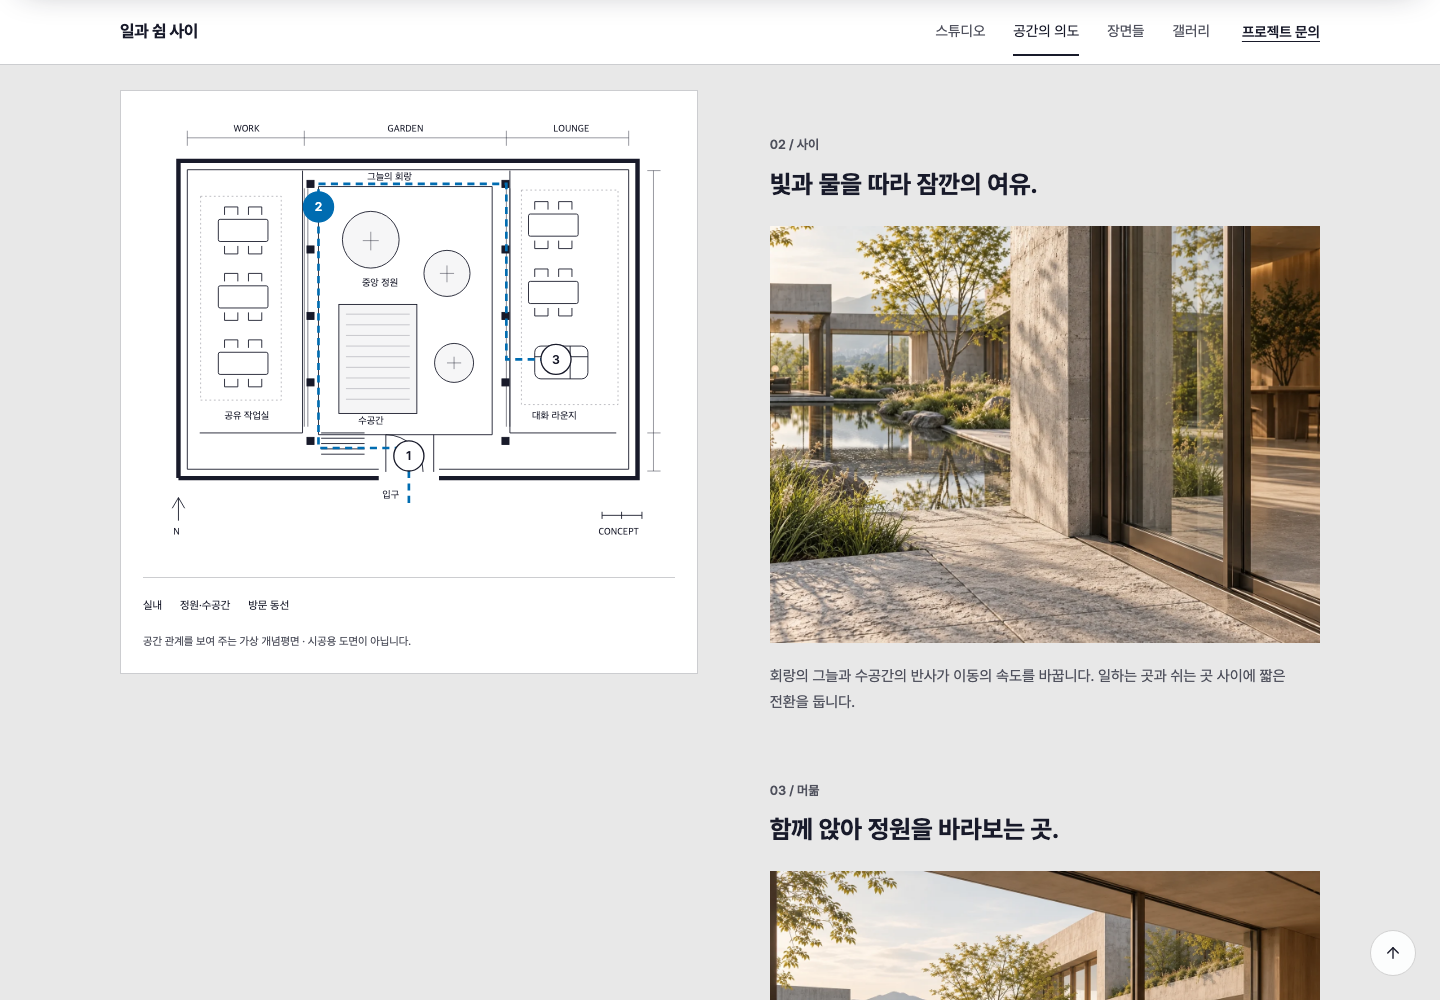 일과 쉼 사이
스튜디오
공간의 의도
장면들
갤러리
프로젝트 문의
WORK
GARDEN
LOUNGE
그늘의 회랑
2
중앙 정원
3
공유 작업실
수공간
대화 라운지
1
입구
N
CONCEPT
실내
정원·수공간
방문 동선
공간 관계를 보여 주는 가상 개념평면 · 시공용 도면이 아닙니다.
02 / 사이
빛과 물을 따라 잠깐의 여유.
회랑의 그늘과 수공간의 반사가 이동의 속도를 바꿉니다. 일하는 곳과 쉬는 곳 사이에 짧은
전환을 둡니다.
03 / 머묾
함께 앉아 정원을 바라보는 곳.